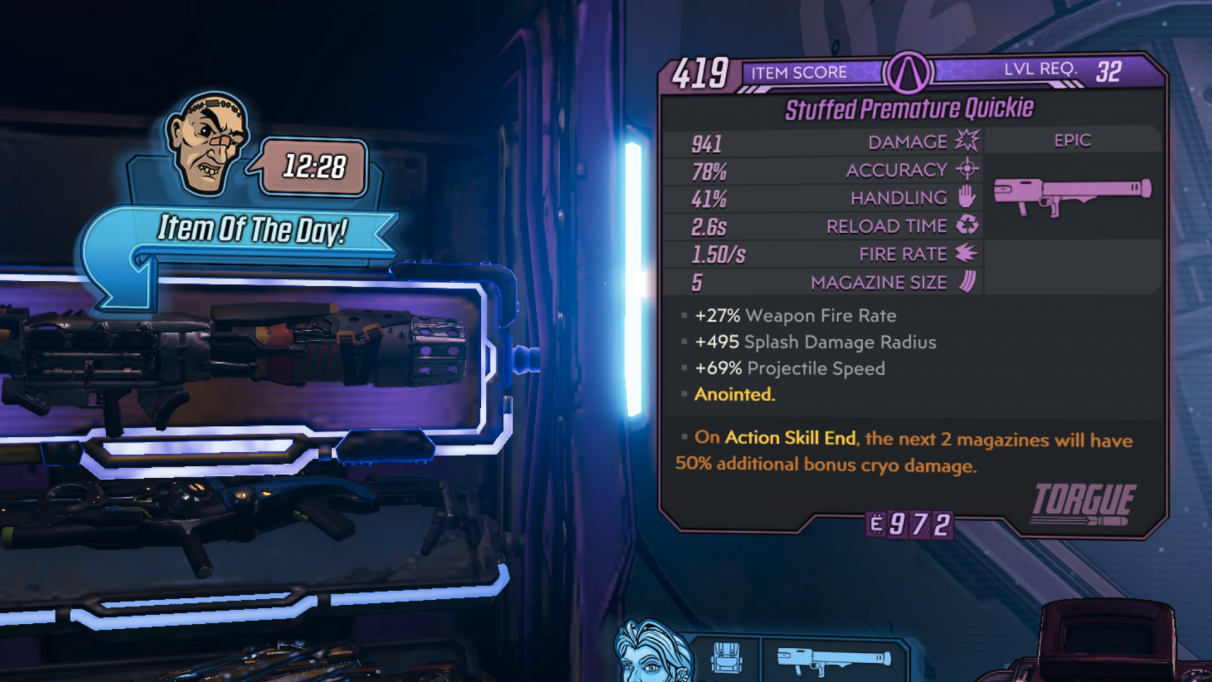 12:28
Item Of The Day!
419 ITEM SCORE LVL REQ. 32
Stuffed Premature Quickie
941 DAMAGE EPIC
78% ACCURACY
41% HANDLING
2.6s RELOAD TIME
1.50/s FIRE RATE
5 MAGAZINE SIZE
+27% Weapon Fire Rate
+495 Splash Damage Radius
+69% Projectile Speed
Anointed.
On Action Skill End, the next 2 magazines will have
50% additional bonus cryo damage.
TORGUE
972